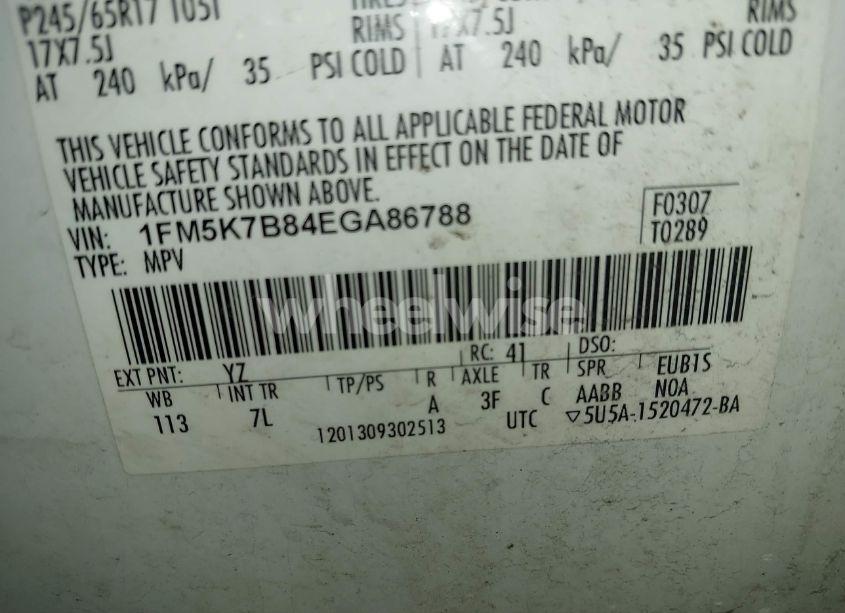 P245/65R17 105T
17X7.5J RIMS 17X7.5J RIMS
AT 240 kPa/ 35 PSI COLD AT 240 kPa/ 35 PSI COLD
THIS VEHICLE CONFORMS TO ALL APPLICABLE FEDERAL MOTOR
VEHICLE SAFETY STANDARDS IN EFFECT ON THE DATE OF
MANUFACTURE SHOWN ABOVE.
VIN: 1FM5K7B84EGA86788
TYPE: MPV
F0307
T0289
wheelwise
EXT PNT: YZ RC: 41 DSO:
WB INT TR TP/PS R AXLE TR SPR EUB1S
113 7L A 3F C AABB NOA
1201309302513 UTC ▽5U5A-1520472-BA